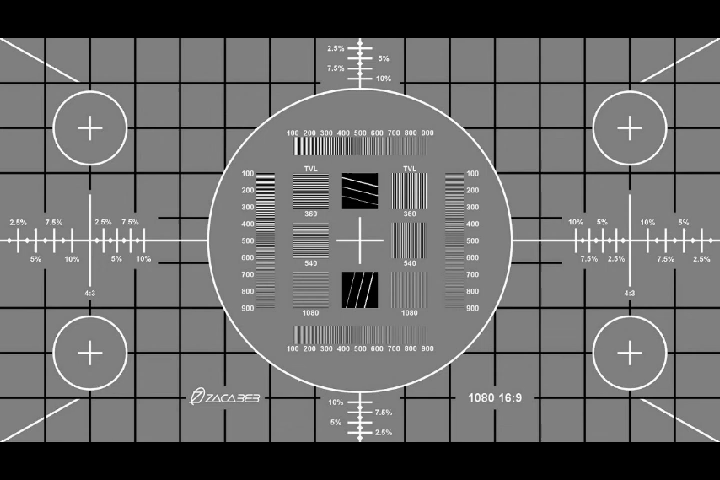 2.5%
5%
7.5%
10%
100 200 300 400 500 600 700 800 900
TVL TVL
100 100
200 200
300 300
360 360
400 400
500 500
600 600
540 540
700 700
800 800
900 900
1080 1080
100 200 300 400 500 600 700 800 900
2.5% 7.5% 2.5% 7.5%
5% 10% 5% 10%
10% 5% 10% 5%
7.5% 2.5% 7.5% 2.5%
4:3 4:3
ZACABEB 1080 16:9
10%
7.5%
5%
2.5%